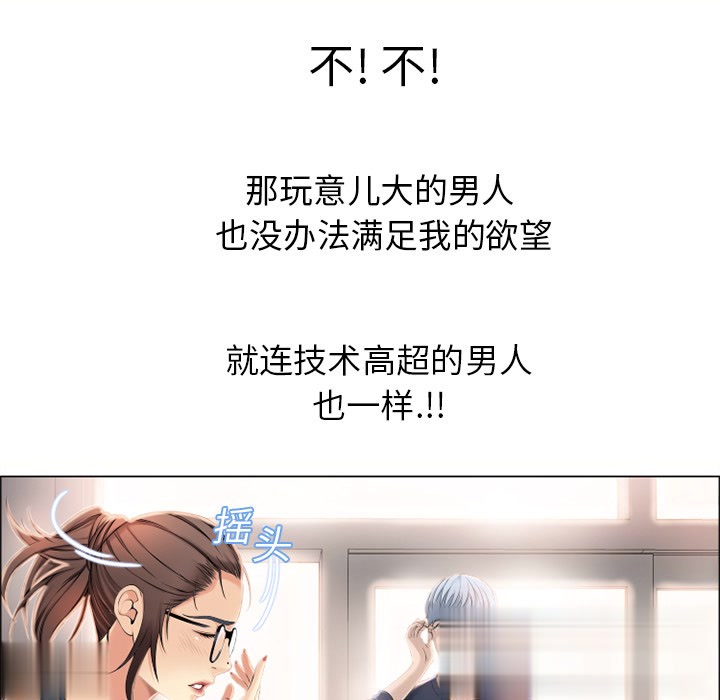 不! 不!
那玩意儿大的男人
也没办法满足我的欲望
就连技术高超的男人
也一样.!!
摇头